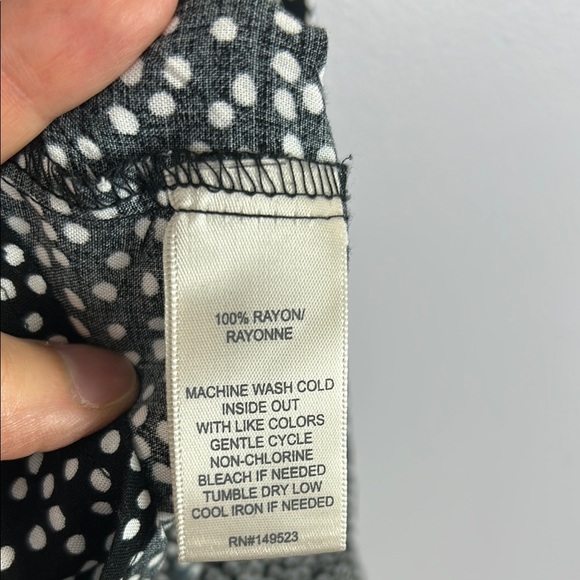 100% RAYON/
RAYONNE
MACHINE WASH COLD
INSIDE OUT
WITH LIKE COLORS
GENTLE CYCLE
NON-CHLORINE
BLEACH IF NEEDED
TUMBLE DRY LOW
COOL IRON IF NEEDED
RN#149523